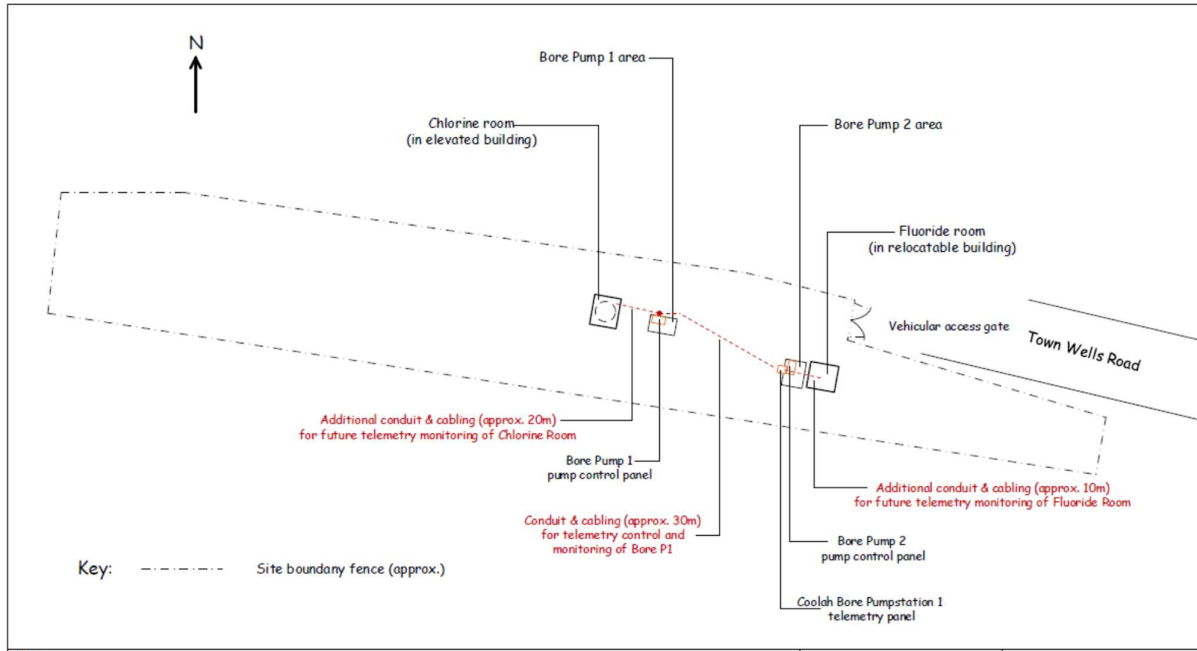 N
Bore Pump 1 area
Chlorine room
(in elevated building)
Bore Pump 2 area
Fluoride room
(in relocatable building)
Vehicular access gate
Town Wells Road
Additional conduit & cabling (approx. 20m)
for future telemetry monitoring of Chlorine Room
Bore Pump 1
pump control panel
Additional conduit & cabling (approx. 10m)
for future telemetry monitoring of Fluoride Room
Conduit & cabling (approx. 30m)
for telemetry control and
monitoring of Bore P1
Bore Pump 2
pump control panel
Key:
Site boundany fence (approx.)
Coolah Bore Pumpstation 1
telemetry panel